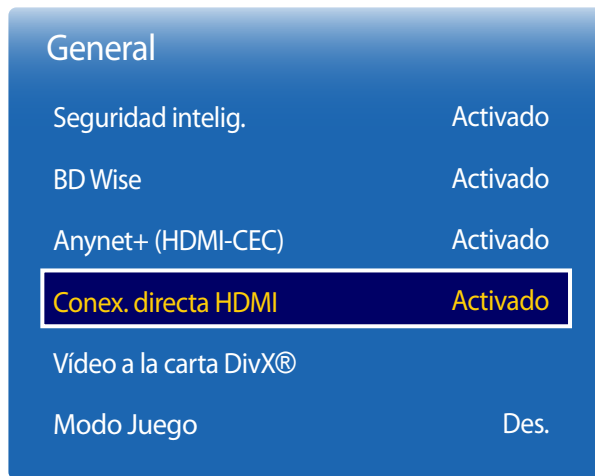 General
Seguridad intelig. Activado
BD Wise Activado
Anynet+ (HDMI-CEC) Activado
Conex. directa HDMI Activado
Vídeo a la carta DivX®
Modo Juego Des.